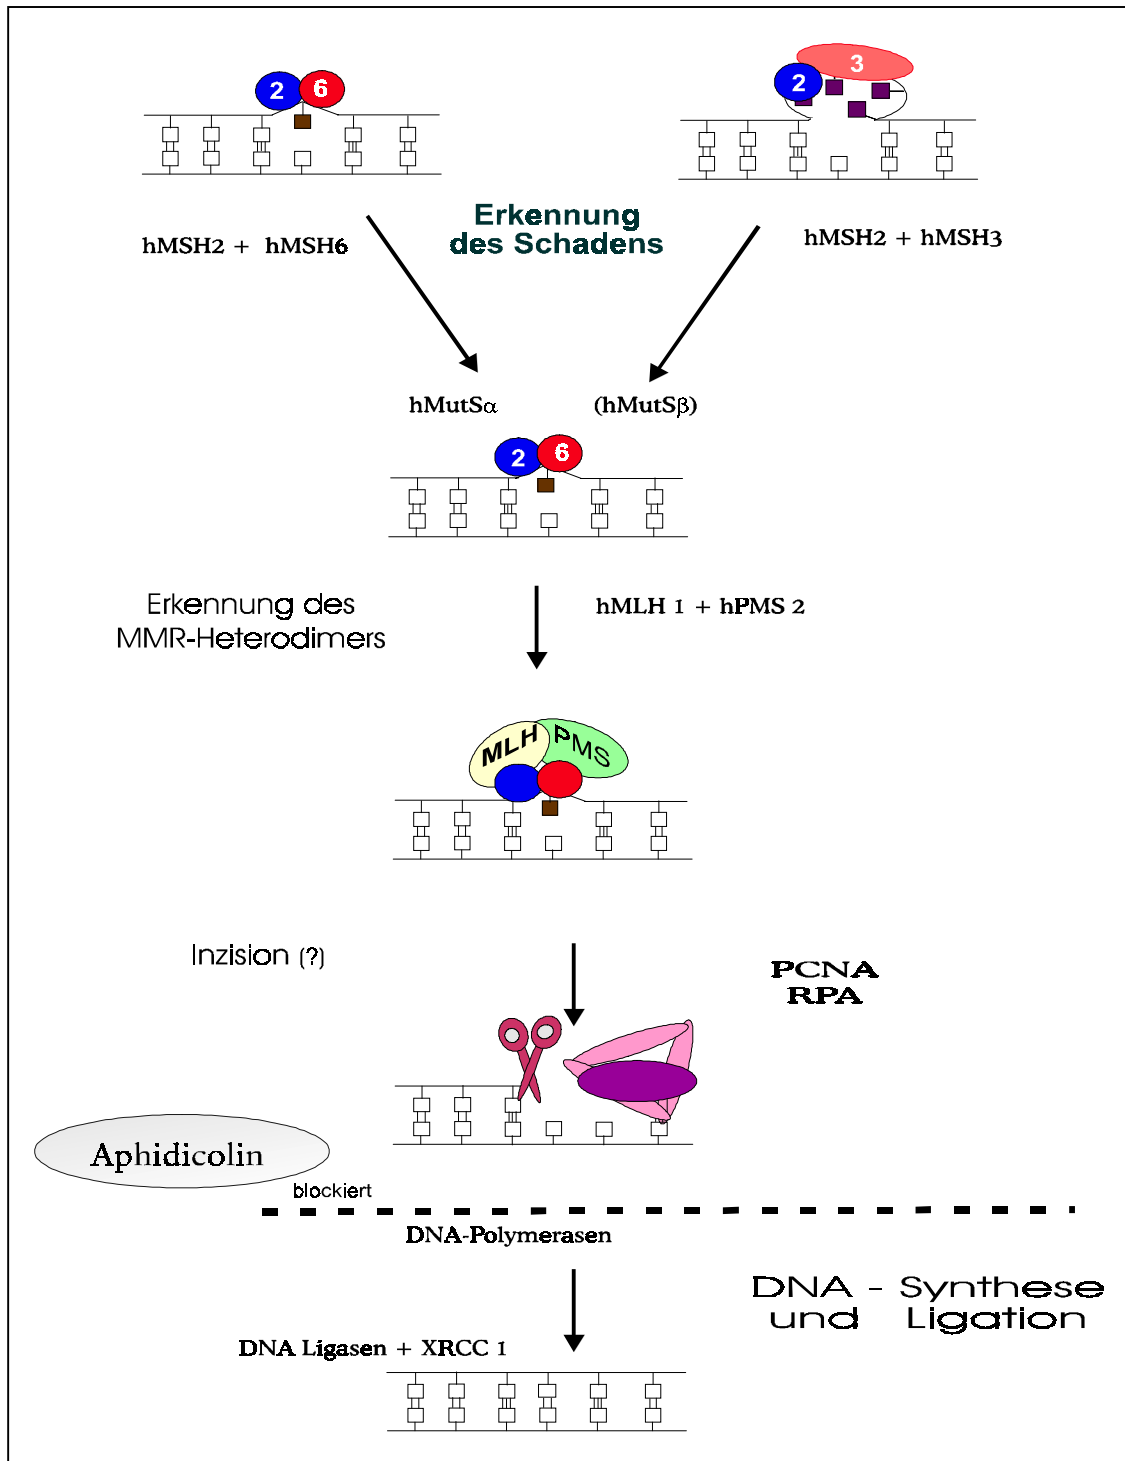 2 6
2 3
Erkennung
des Schadens
hMSH2 + hMSH6
hMSH2 + hMSH3
hMutSα (hMutSβ)
2 6
Erkennung des
MMR-Heterodimers
hMLH 1 + hPMS 2
MLH PMS
Inzision (?)
PCNA
RPA
Aphidicolin
blockiert
DNA-Polymerasen
DNA - Synthese
und Ligation
DNA Ligasen + XRCC 1